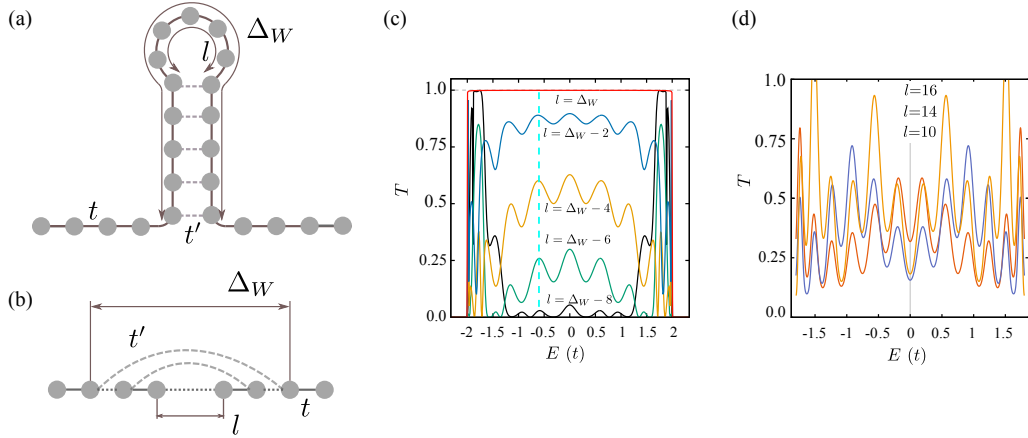 (a)
Δ_W
l
t
t′
(b)
Δ_W
t′
l
t
(c)
T
1.0
0.75
0.5
0.25
0.0
l = Δ_W
l = Δ_W − 2
l = Δ_W − 4
l = Δ_W − 6
l = Δ_W − 8
-2 -1.5 -1 -0.5 0 0.5 1 1.5 2
E (t)
(d)
T
1.0
0.75
0.5
0.25
0.0
l=16
l=14
l=10
-1.5 -1 -0.5 0 0.5 1 1.5
E (t)